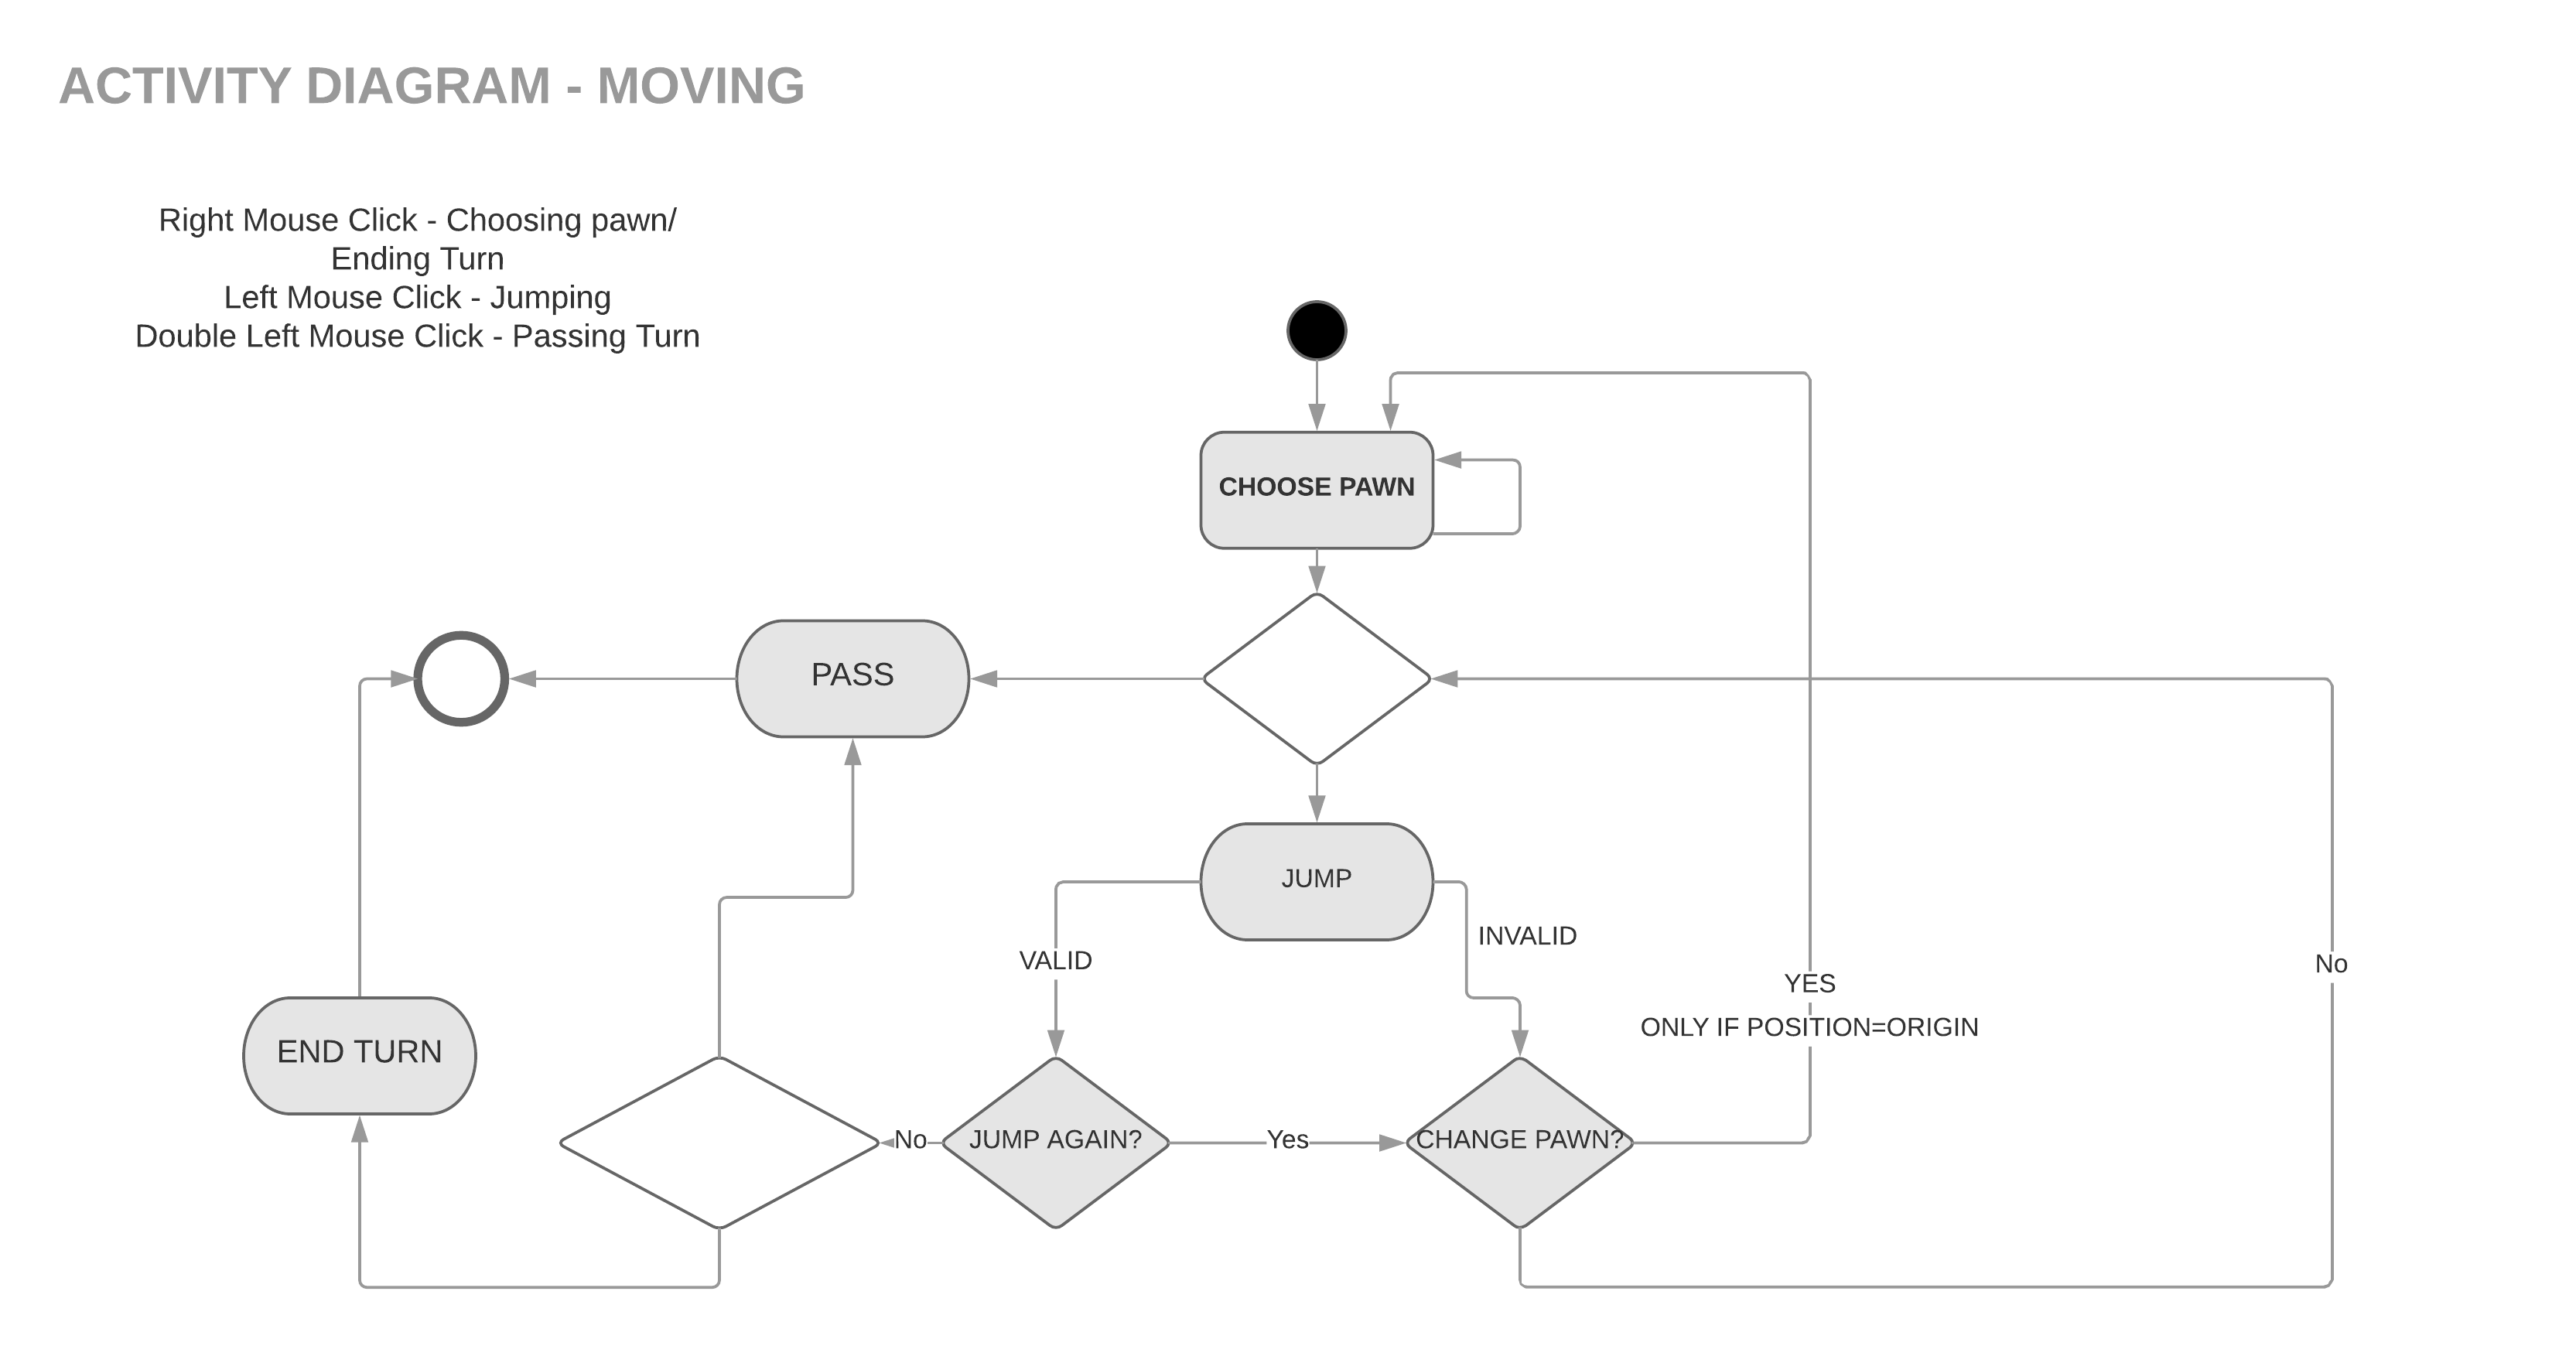 ACTIVITY DIAGRAM - MOVING
Right Mouse Click - Choosing pawn/
Ending Turn
Left Mouse Click - Jumping
Double Left Mouse Click - Passing Turn
CHOOSE PAWN
PASS
JUMP
INVALID
VALID
No
YES
ONLY IF POSITION=ORIGIN
END TURN
No
JUMP AGAIN?
Yes
CHANGE PAWN?